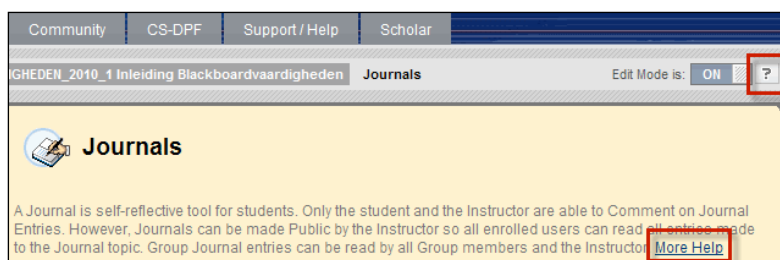 Community CS-DPF Support / Help Scholar
IGHEDEN_2010_1 Inleiding Blackboardvaardigheden Journals Edit Mode is: ON ?
Journals
A Journal is self-reflective tool for students. Only the student and the Instructor are able to Comment on Journal
Entries. However, Journals can be made Public by the Instructor so all enrolled users can read all entries made
to the Journal topic. Group Journal entries can be read by all Group members and the Instructor. More Help